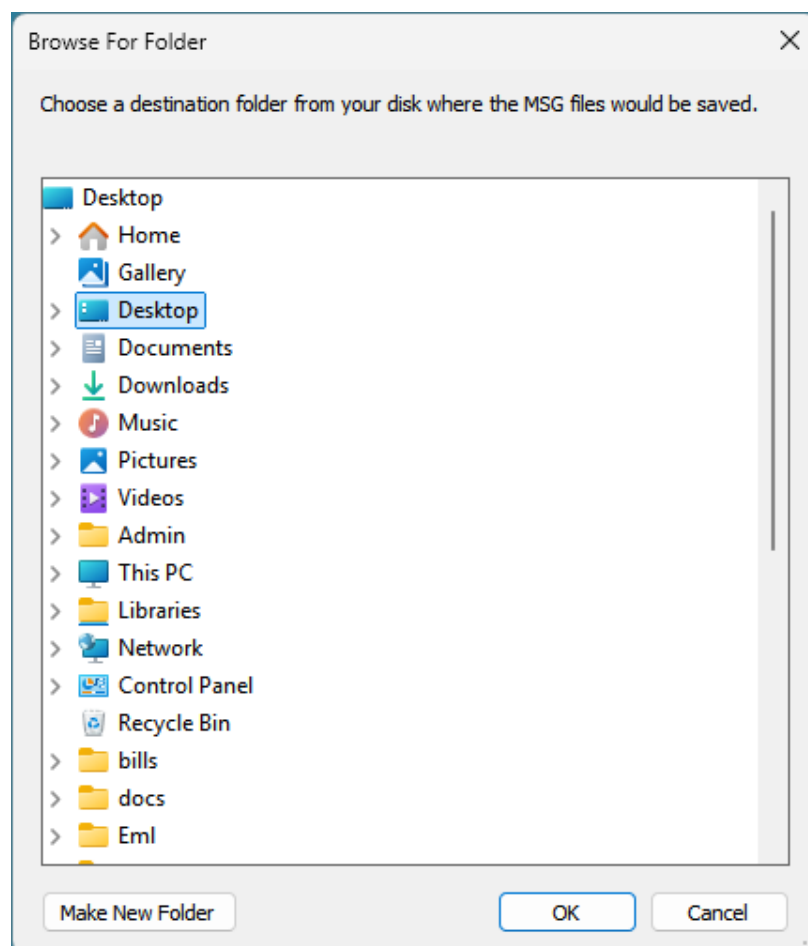 Browse For Folder
Choose a destination folder from your disk where the MSG files would be saved.
Desktop
Home
Gallery
Desktop
Documents
Downloads
Music
Pictures
Videos
Admin
This PC
Libraries
Network
Control Panel
Recycle Bin
bills
docs
Eml
Make New Folder OK Cancel